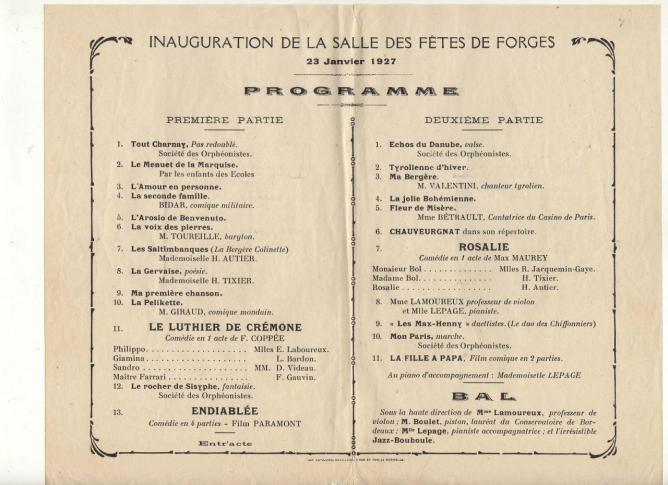 INAUGURATION DE LA SALLE DES FÊTES DE FORGES
23 Janvier 1927
PROGRAMME
PREMIÈRE PARTIE
1. Tout Charnay, Pas redoublé.
Société des Orphéonistes.
2. Le Menuet de la Marquise.
Par les enfants des Ecoles
3. L'Amour en personne.
4. La seconde famille.
BIDAR, comique militaire.
5. L'Arosio de Benvenuto.
6. La voix des pierres.
M. TOUREILLE, baryton.
7. Les Saltimbanques (La Bergère Colinette)
Mademoiselle H. AUTIER.
8. La Gervaise, poésie.
Mademoiselle H. TIXIER.
9. Ma première chanson.
10. La Pelikette.
M. GIRAUD, comique mondain.
11. LE LUTHIER DE CRÉMONE
Comédie en 1 acte de F. COPPÉE
Philippo. . . . . . . . . . . . . . . . . Mlles E. Laboureux.
Giamina . . . . . . . . . . . . . . . . . L. Bardon.
Sandro . . . . . . . . . . . . . . . . . MM. D. Videau.
Maître Farrari . . . . . . . . . . . . . F. Gauvin.
12. Le rocher de Sisyphe, fantaisie.
Société des Orphéonistes.
13. ENDIABLÉE
Comédie en 4 parties - Film PARAMONT
Entr'acte
DEUXIÈME PARTIE
1. Echos du Danube, valse.
Société des Orphéonistes.
2. Tyrolienne d'hiver.
3. Ma Bergère.
M. VALENTINI, chanteur tyrolien.
4. La jolie Bohémienne.
5. Fleur de Misère.
Mme BÉTRAULT, Cantatrice du Casino de Paris.
6. CHAUVEURGNAT dans son répertoire.
7. ROSALIE
Comédie en 1 acte de Max MAUREY
Monsieur Bol . . . . . . . . . . . . Mlles R. Jacquemin-Gaye.
Madame Bol. . . . . . . . . . . . . H. Tixier.
Rosalie . . . . . . . . . . . . . . . . H. Autier.
8. Mme LAMOUREUX professeur de violon
et Mlle LEPAGE, pianiste.
9. « Les Max-Henny » duettistes. (Le duo des Chiffonniers)
10. Mon Paris, marche.
Société des Orphéonistes.
11. LA FILLE A PAPA, Film comique en 2 parties.
Au piano d'accompagnement : Mademoiselle LEPAGE
BAL
Sous la haute direction de Mme Lamoureux, professeur de
violon ; M. Boulet, piston, lauréat du Conservatoire de Bor-
deaux ; Mlle Lepage, pianiste accompagnatrice ; et l'irrésistible
Jazz-Bouboule.